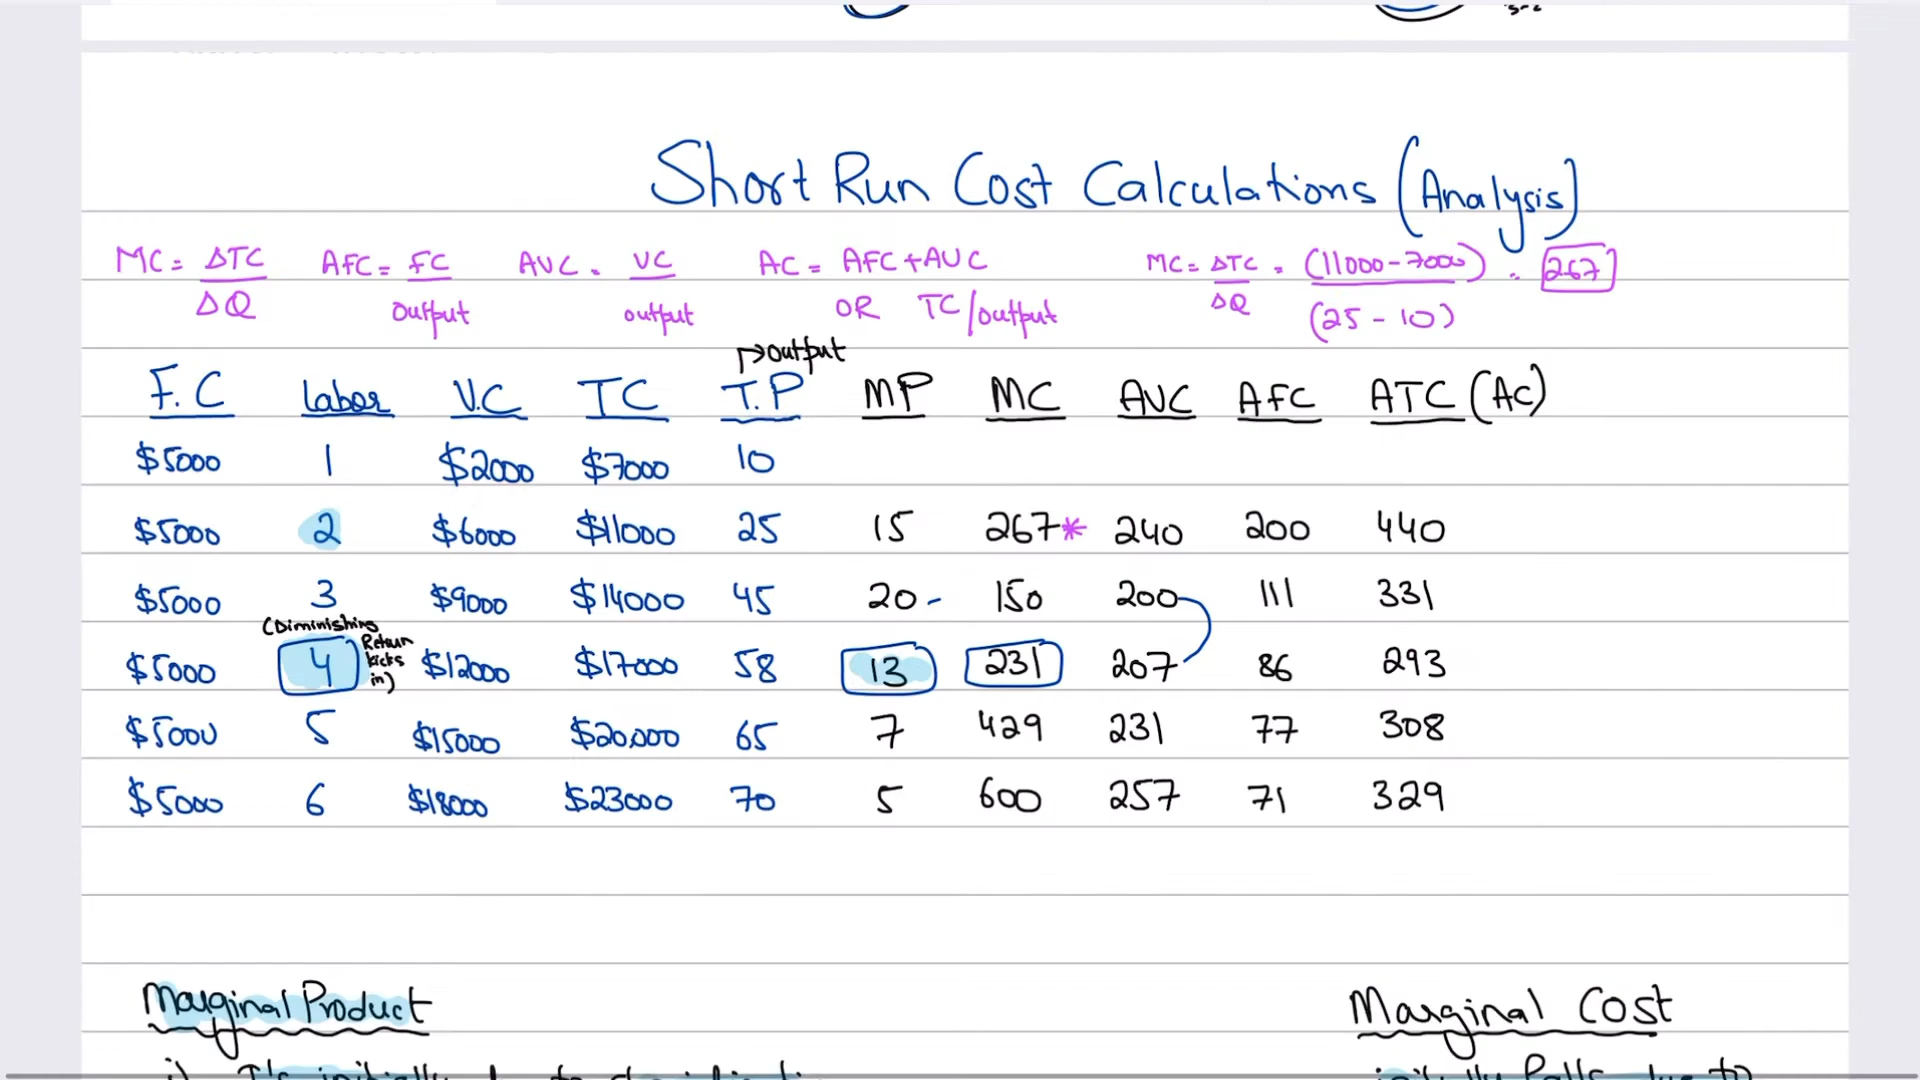 Short Run Cost Calculations (Analysis)
MC = ΔTC / ΔQ AFC = FC / Output AVC = VC / output AC = AFC + AVC OR TC/output MC = ΔTC / ΔQ = (11000-7000) / (25-10) = 267
→output
F.C Labor V.C TC T.P MP MC AVC AFC ATC (AC)
$5000 1 $2000 $7000 10
$5000 2 $6000 $11000 25 15 267* 240 200 440
$5000 3 $9000 $14000 45 20 - 150 200 111 331
(Diminishing Return kicks in)
$5000 4 $12000 $17000 58 13 231 207 86 293
$5000 5 $15000 $20,000 65 7 429 231 77 308
$5000 6 $18000 $23000 70 5 600 257 71 329
Marginal Product Marginal Cost